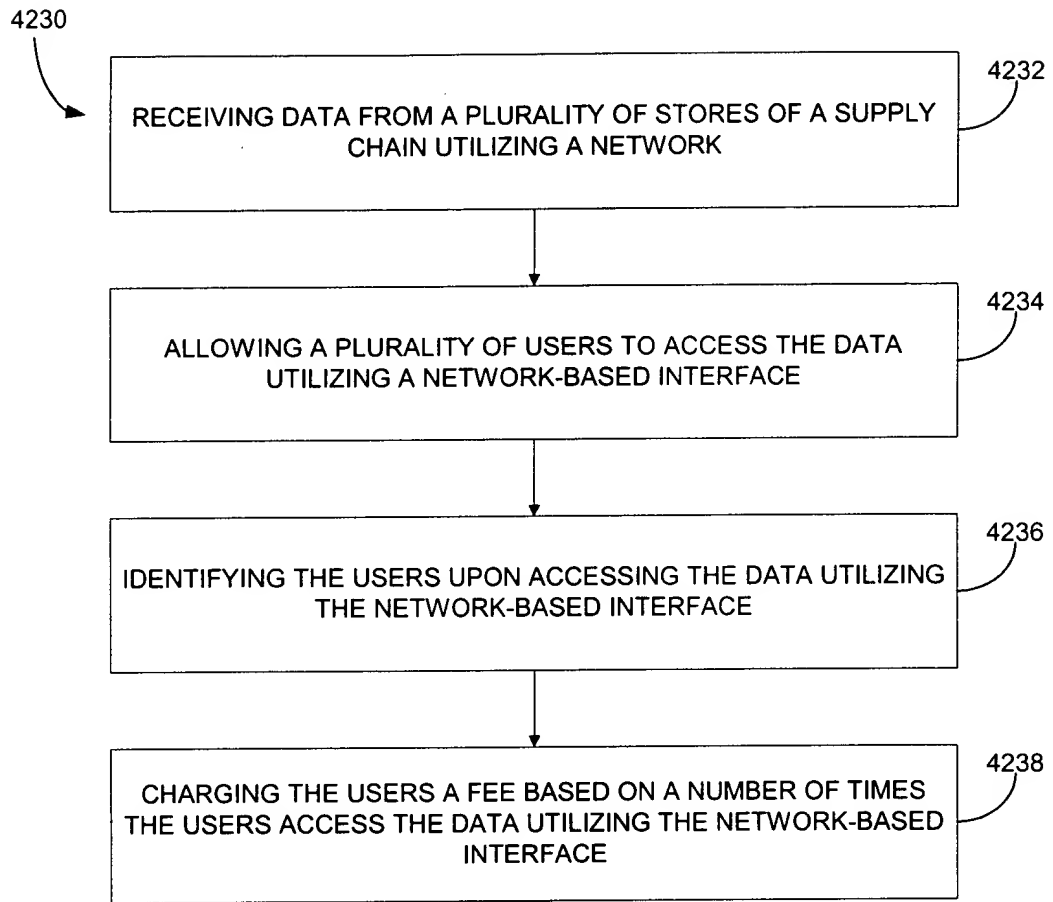 4230
4232
RECEIVING DATA FROM A PLURALITY OF STORES OF A SUPPLY
CHAIN UTILIZING A NETWORK
4234
ALLOWING A PLURALITY OF USERS TO ACCESS THE DATA
UTILIZING A NETWORK-BASED INTERFACE
4236
IDENTIFYING THE USERS UPON ACCESSING THE DATA UTILIZING
THE NETWORK-BASED INTERFACE
4238
CHARGING THE USERS A FEE BASED ON A NUMBER OF TIMES
THE USERS ACCESS THE DATA UTILIZING THE NETWORK-BASED
INTERFACE